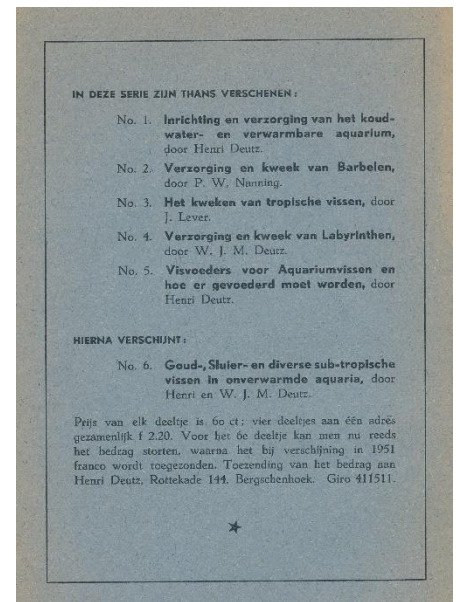 IN DEZE SERIE ZIJN THANS VERSCHENEN:
No. 1. Inrichting en verzorging van het koud-
water- en verwarmbare aquarium,
door Henri Deutz.
No. 2. Verzorging en kweek van Barbelen,
door P. W. Nanning.
No. 3. Het kweken van tropische vissen, door
J. Lever.
No. 4. Verzorging en kweek van Labyrinthen,
door W. J. M. Deutz.
No. 5. Visvoeders voor Aquariumvissen en
hoe er gevoederd moet worden, door
Henri Deutz.
HIERNA VERSCHIJNT:
No. 6. Goud-, Sluier- en diverse sub-tropische
vissen in onverwarmde aquaria, door
Henri en W. J. M. Deutz.
Prijs van elk deeltje is 60 ct; vier deeltjes aan één adres
gezamenlijk f 2.20. Voor het 6e deeltje kan men nu reeds
het bedrag storten, waarna het bij verschijning in 1951
franco wordt toegezonden. Toezending van het bedrag aan
Henri Deutz, Rottekade 144, Bergschenhoek. Giro 411511.